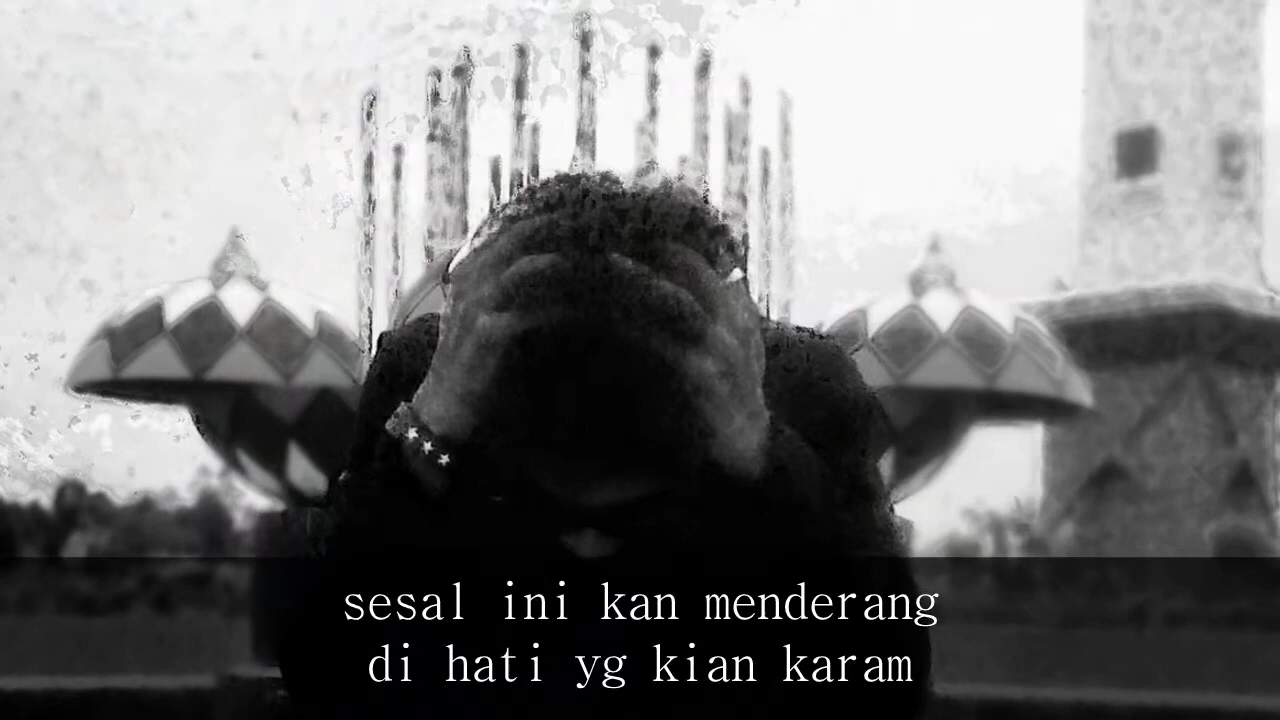 sesal ini kan menderang
di hati yg kian karam